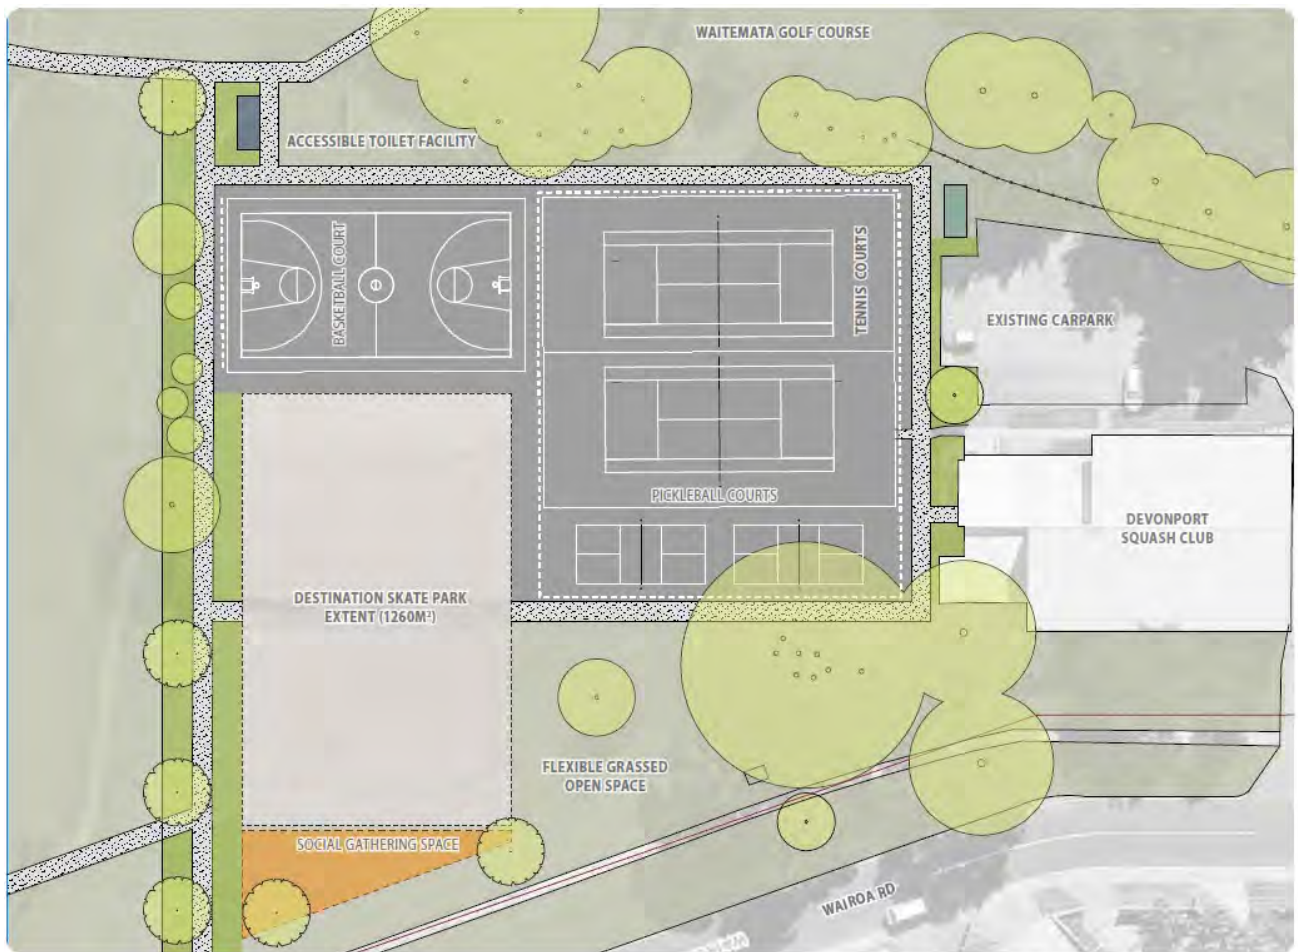 WAITEMATA GOLF COURSE
ACCESSIBLE TOILET FACILITY
BASKETBALL COURT
TENNIS COURTS
EXISTING CARPARK
PICKLEBALL COURTS
DEVONPORT
SQUASH CLUB
DESTINATION SKATE PARK
EXTENT (1260M²)
FLEXIBLE GRASSED
OPEN SPACE
SOCIAL GATHERING SPACE
WAIROA RD